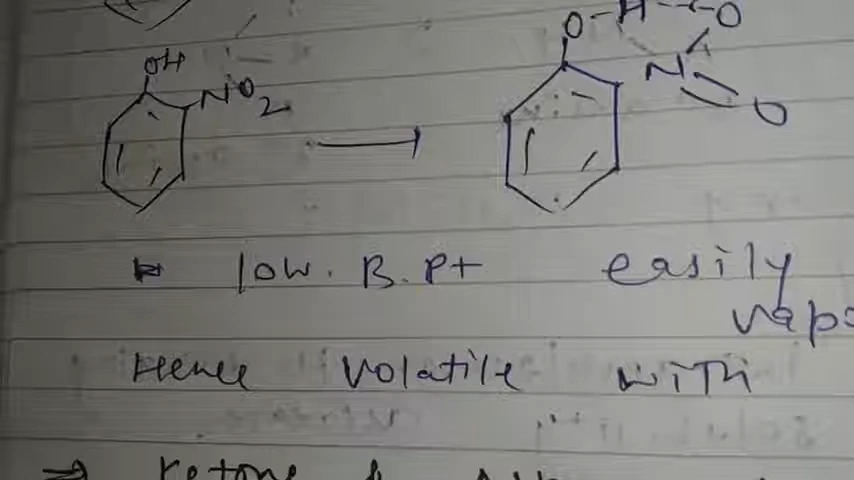 O-H---O
OH
NO2
N
O
low. B.pt easily
Hence volatile with